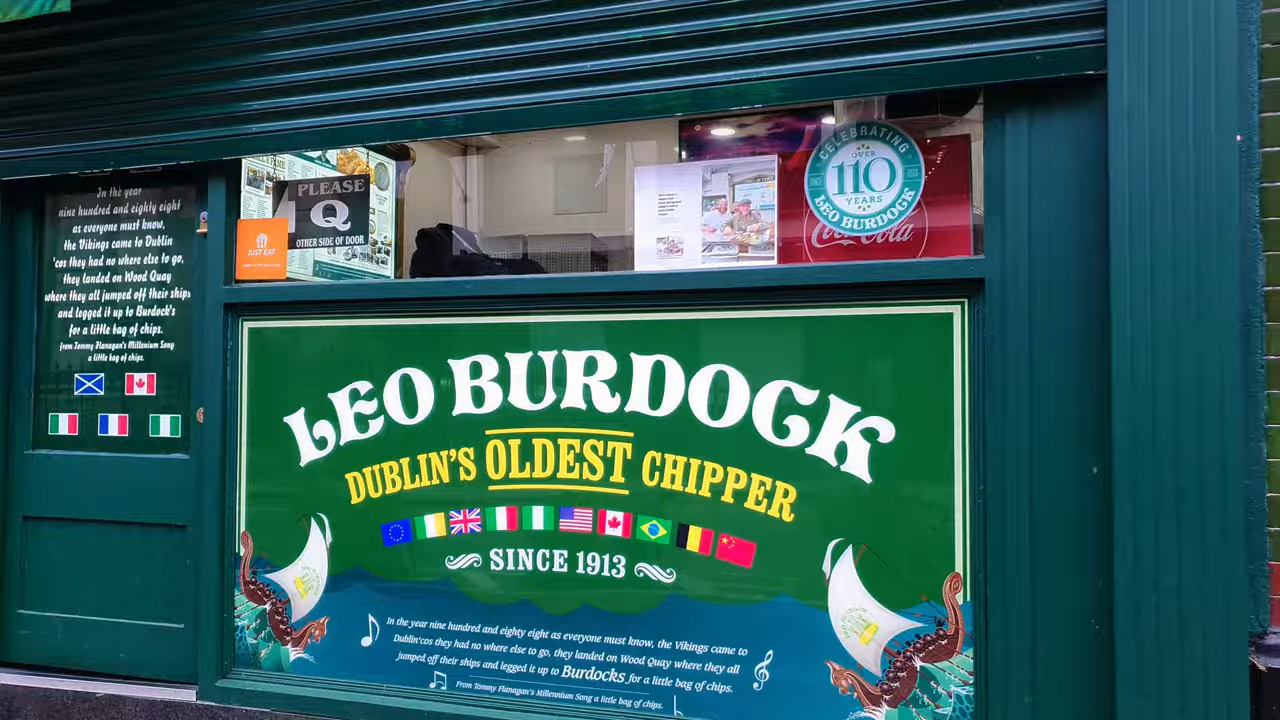 In the year
nine hundred and eighty eight
as everyone must know,
the Vikings came to Dublin
'cos they had no where else to go,
they landed on Wood Quay
where they all jumped off their ships
and legged it up to Burdock's
for a little bag of chips.
from Tommy Flanagan's Millenium Song
a little bag of chips.
PLEASE
Q
OTHER SIDE OF DOOR
JUST EAT
CELEBRATING
OVER
110
YEARS
LEO BURDOCK
Coca-Cola
LEO BURDOCK
DUBLIN'S OLDEST CHIPPER
SINCE 1913
In the year nine hundred and eighty eight as everyone must know, the Vikings came to
Dublin'cos they had no where else to go, they landed on Wood Quay where they all
jumped off their ships and legged it up to Burdocks for a little bag of chips.
From Tommy Flanagan's Millennium Song a little bag of chips.